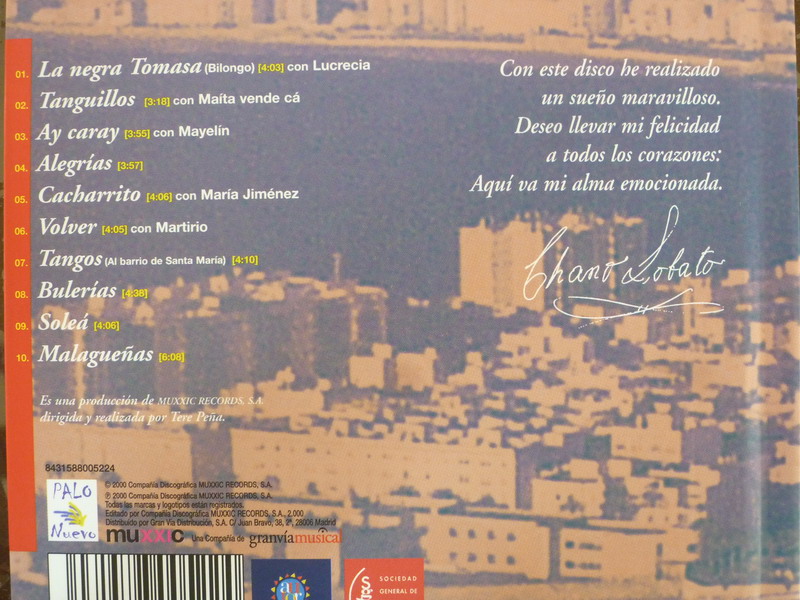 01. La negra Tomasa (Bilongo) [4:03] con Lucrecia
02. Tanguillos [3:18] con Maíta vende cá
03. Ay caray [3:55] con Mayelín
04. Alegrías [3:57]
05. Cacharrito [4:06] con María Jiménez
06. Volver [4:05] con Martirio
07. Tangos (Al barrio de Santa María) [4:10]
08. Bulerías [4:38]
09. Soleá [4:06]
10. Malagueñas [6:08]
Con este disco he realizado
un sueño maravilloso.
Deseo llevar mi felicidad
a todos los corazones:
Aquí va mi alma emocionada.
Chano Lobato
Es una producción de MUXXIC RECORDS, S.A.
dirigida y realizada por Tere Peña.
8431588005224
PALO
Nuevo
© 2000 Compañía Discográfica MUXXIC RECORDS, S.A.
℗ 2000 Compañía Discográfica MUXXIC RECORDS, S.A.
Todas las marcas y logotipos están registrados.
Editado por Compañía Discográfica MUXXIC RECORDS, S.A., 2.000
Distribuido por Gran Vía Distribución, S.A. C/ Juan Bravo, 38, 2ª, 28006 Madrid
muxxic Una Compañía de granvíamusical
SOCIEDAD
GENERAL DE